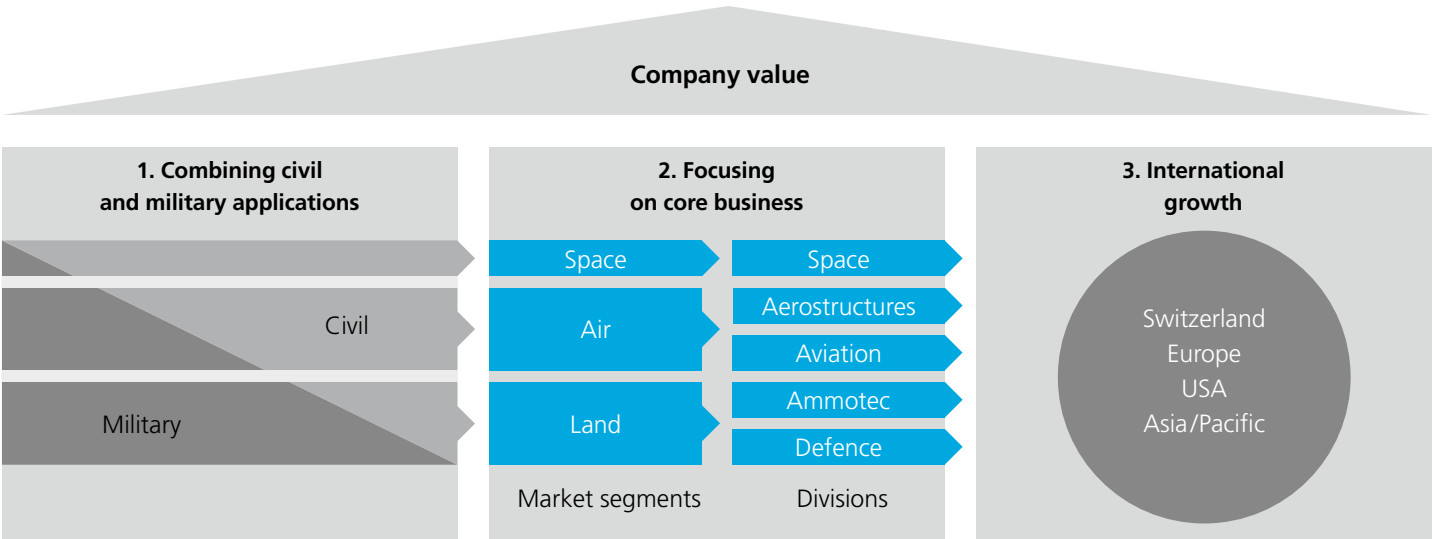 Company value
1. Combining civil
and military applications
Civil
Military
2. Focusing
on core business
Space
Air
Land
Market segments
Space
Aerostructures
Aviation
Ammotec
Defence
Divisions
3. International
growth
Switzerland
Europe
USA
Asia/Pacific